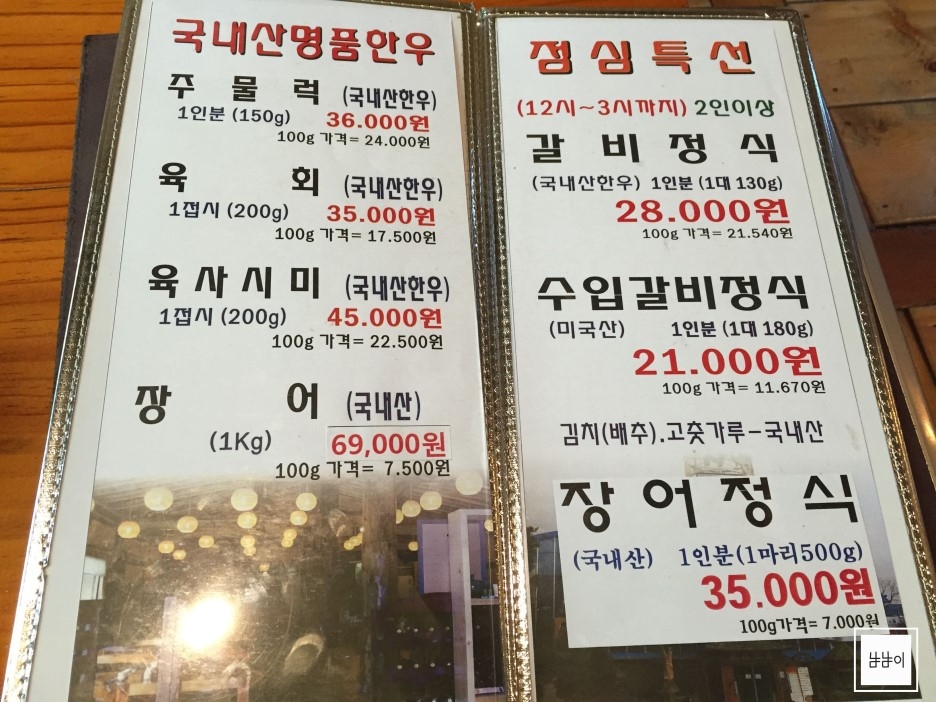 국내산명품한우
주 물 럭 (국내산한우)
1인분 (150g) 36.000원
100g 가격= 24.000원
육 회 (국내산한우)
1접시 (200g) 35.000원
100g 가격= 17.500원
육 사 시 미 (국내산한우)
1접시 (200g) 45.000원
100g 가격= 22.500원
장 어 (국내산)
(1Kg) 69,000원
100g 가격= 7.500원
점 심 특 선
(12시~3시까지) 2인이상
갈 비 정 식
(국내산한우) 1인분 (1대 130g)
28.000원
100g 가격= 21.540원
수입갈비정식
(미국산) 1인분 (1대 180g)
21.000원
100g 가격= 11.670원
김치(배추).고춧가루-국내산
장 어 정 식
(국내산) 1인분(1마리500g)
35.000원
100g가격= 7.000원
냠냠이